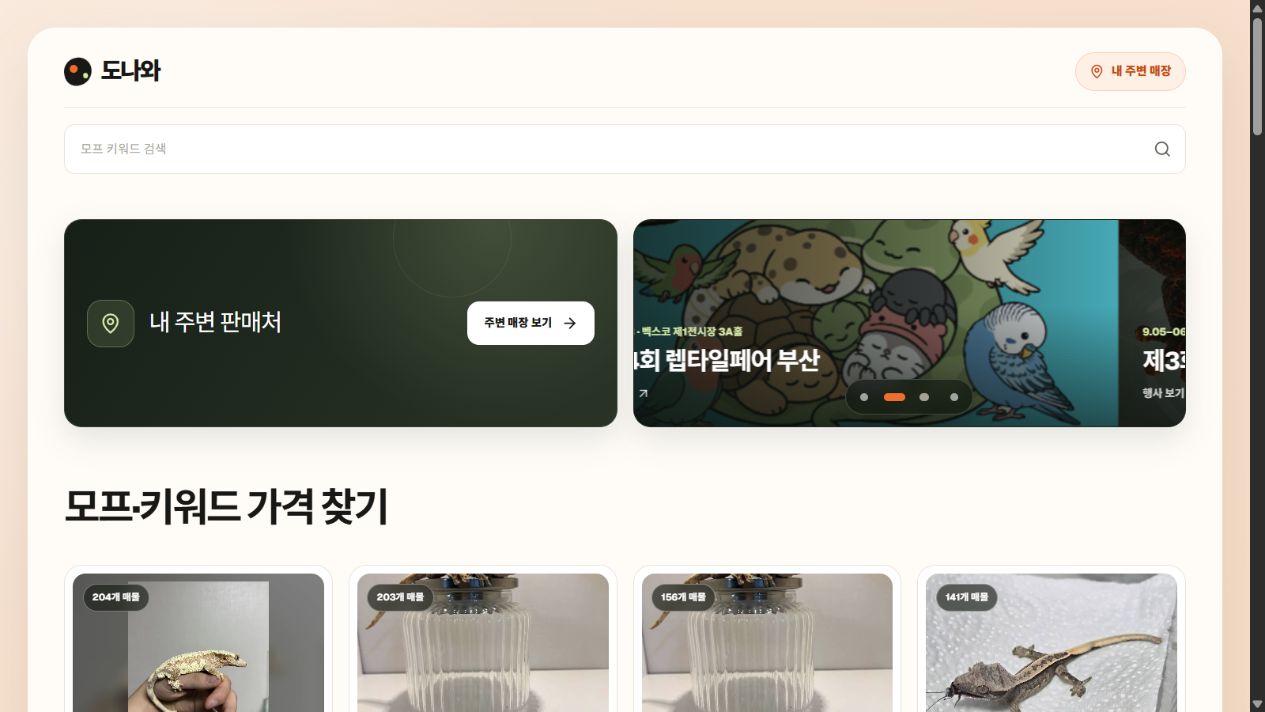 도나와
내 주변 매장
모프 키워드 검색
내 주변 판매처
주변 매장 보기
벡스코 제1전시장 3A홀
회 렙타일페어 부산
9.05–06
제3회
행사 보기
모프·키워드 가격 찾기
204개 매물
203개 매물
156개 매물
141개 매물